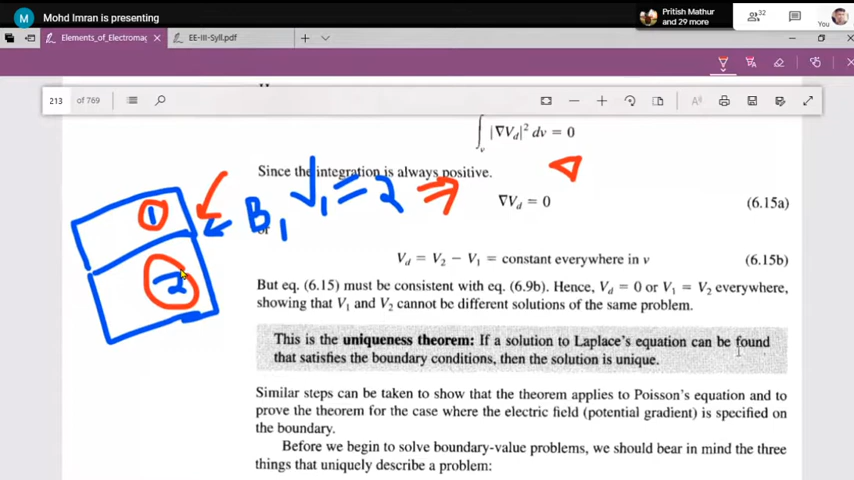 Mohd Imran is presenting
Pritish Mathur
and 29 more
32
You
Elements_of_Electromag
EE-III-Syll.pdf
213 of 769
∫v |∇Vd|² dv = 0
Since the integration is always positive.
∇Vd = 0 (6.15a)
or
Vd = V2 − V1 = constant everywhere in v (6.15b)
But eq. (6.15) must be consistent with eq. (6.9b). Hence, Vd = 0 or V1 = V2 everywhere,
showing that V1 and V2 cannot be different solutions of the same problem.
This is the uniqueness theorem: If a solution to Laplace's equation can be found
that satisfies the boundary conditions, then the solution is unique.
Similar steps can be taken to show that the theorem applies to Poisson's equation and to
prove the theorem for the case where the electric field (potential gradient) is specified on
the boundary.
Before we begin to solve boundary-value problems, we should bear in mind the three
things that uniquely describe a problem:
1
2
B1
V1 = 2 ⇒
∇